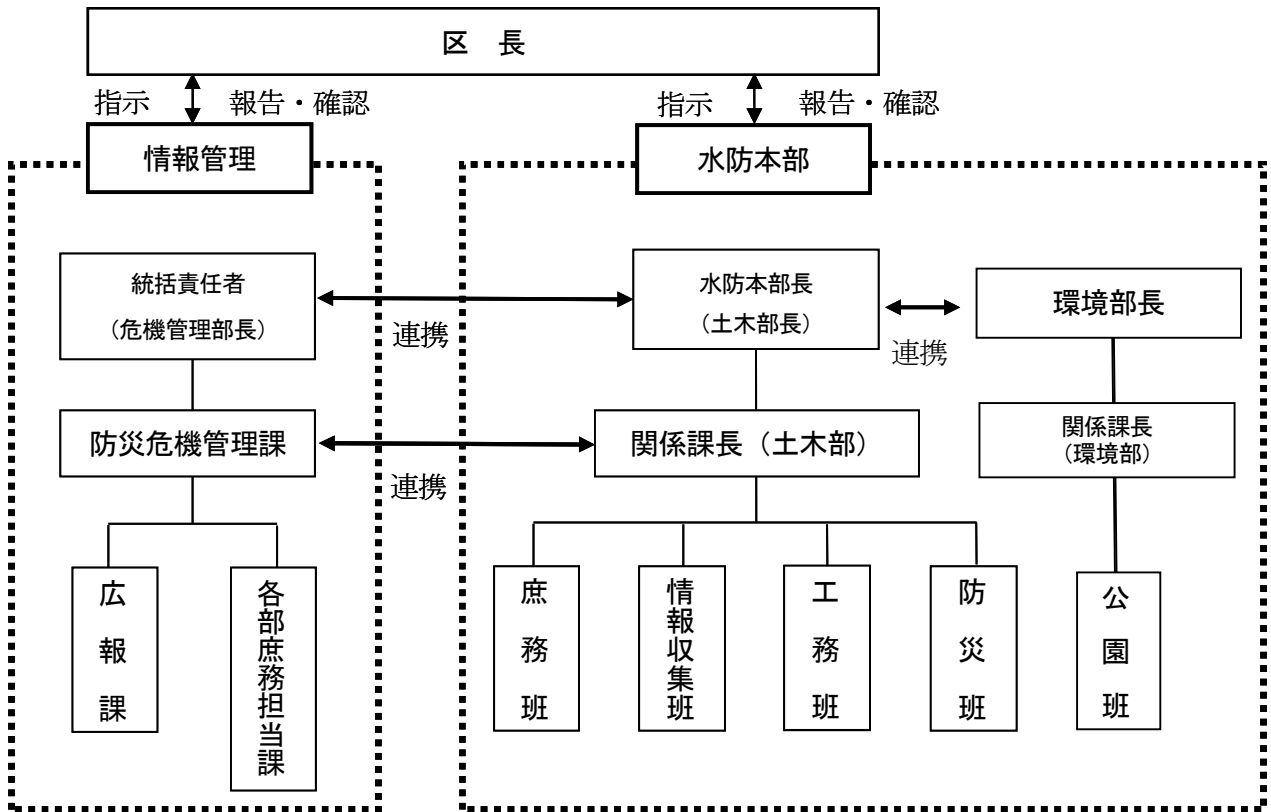 区　長
指示
報告・確認
指示
報告・確認
情報管理
水防本部
統括責任者
（危機管理部長）
連携
水防本部長
（土木部長）
連携
環境部長
防災危機管理課
連携
関係課長（土木部）
関係課長
（環境部）
広報課
各部庶務担当課
庶務班
情報収集班
工務班
防災班
公園班